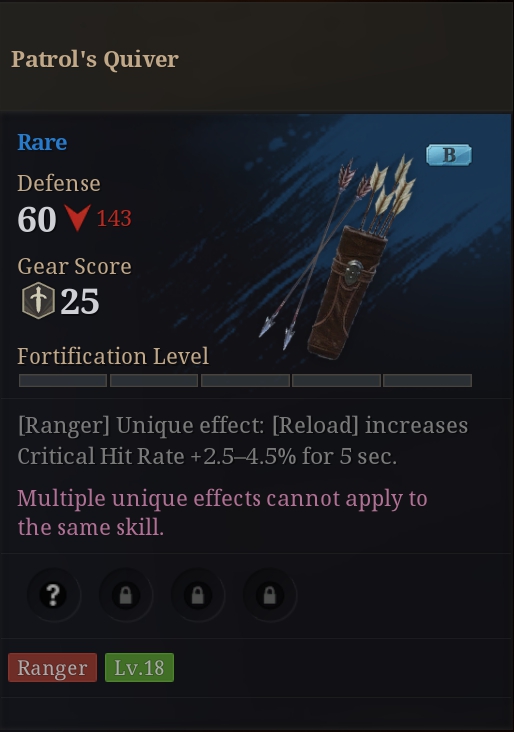 Patrol's Quiver
Rare
B
Defense
60 143
Gear Score
25
Fortification Level
[Ranger] Unique effect: [Reload] increases
Critical Hit Rate +2.5–4.5% for 5 sec.
Multiple unique effects cannot apply to
the same skill.
?
Ranger Lv.18